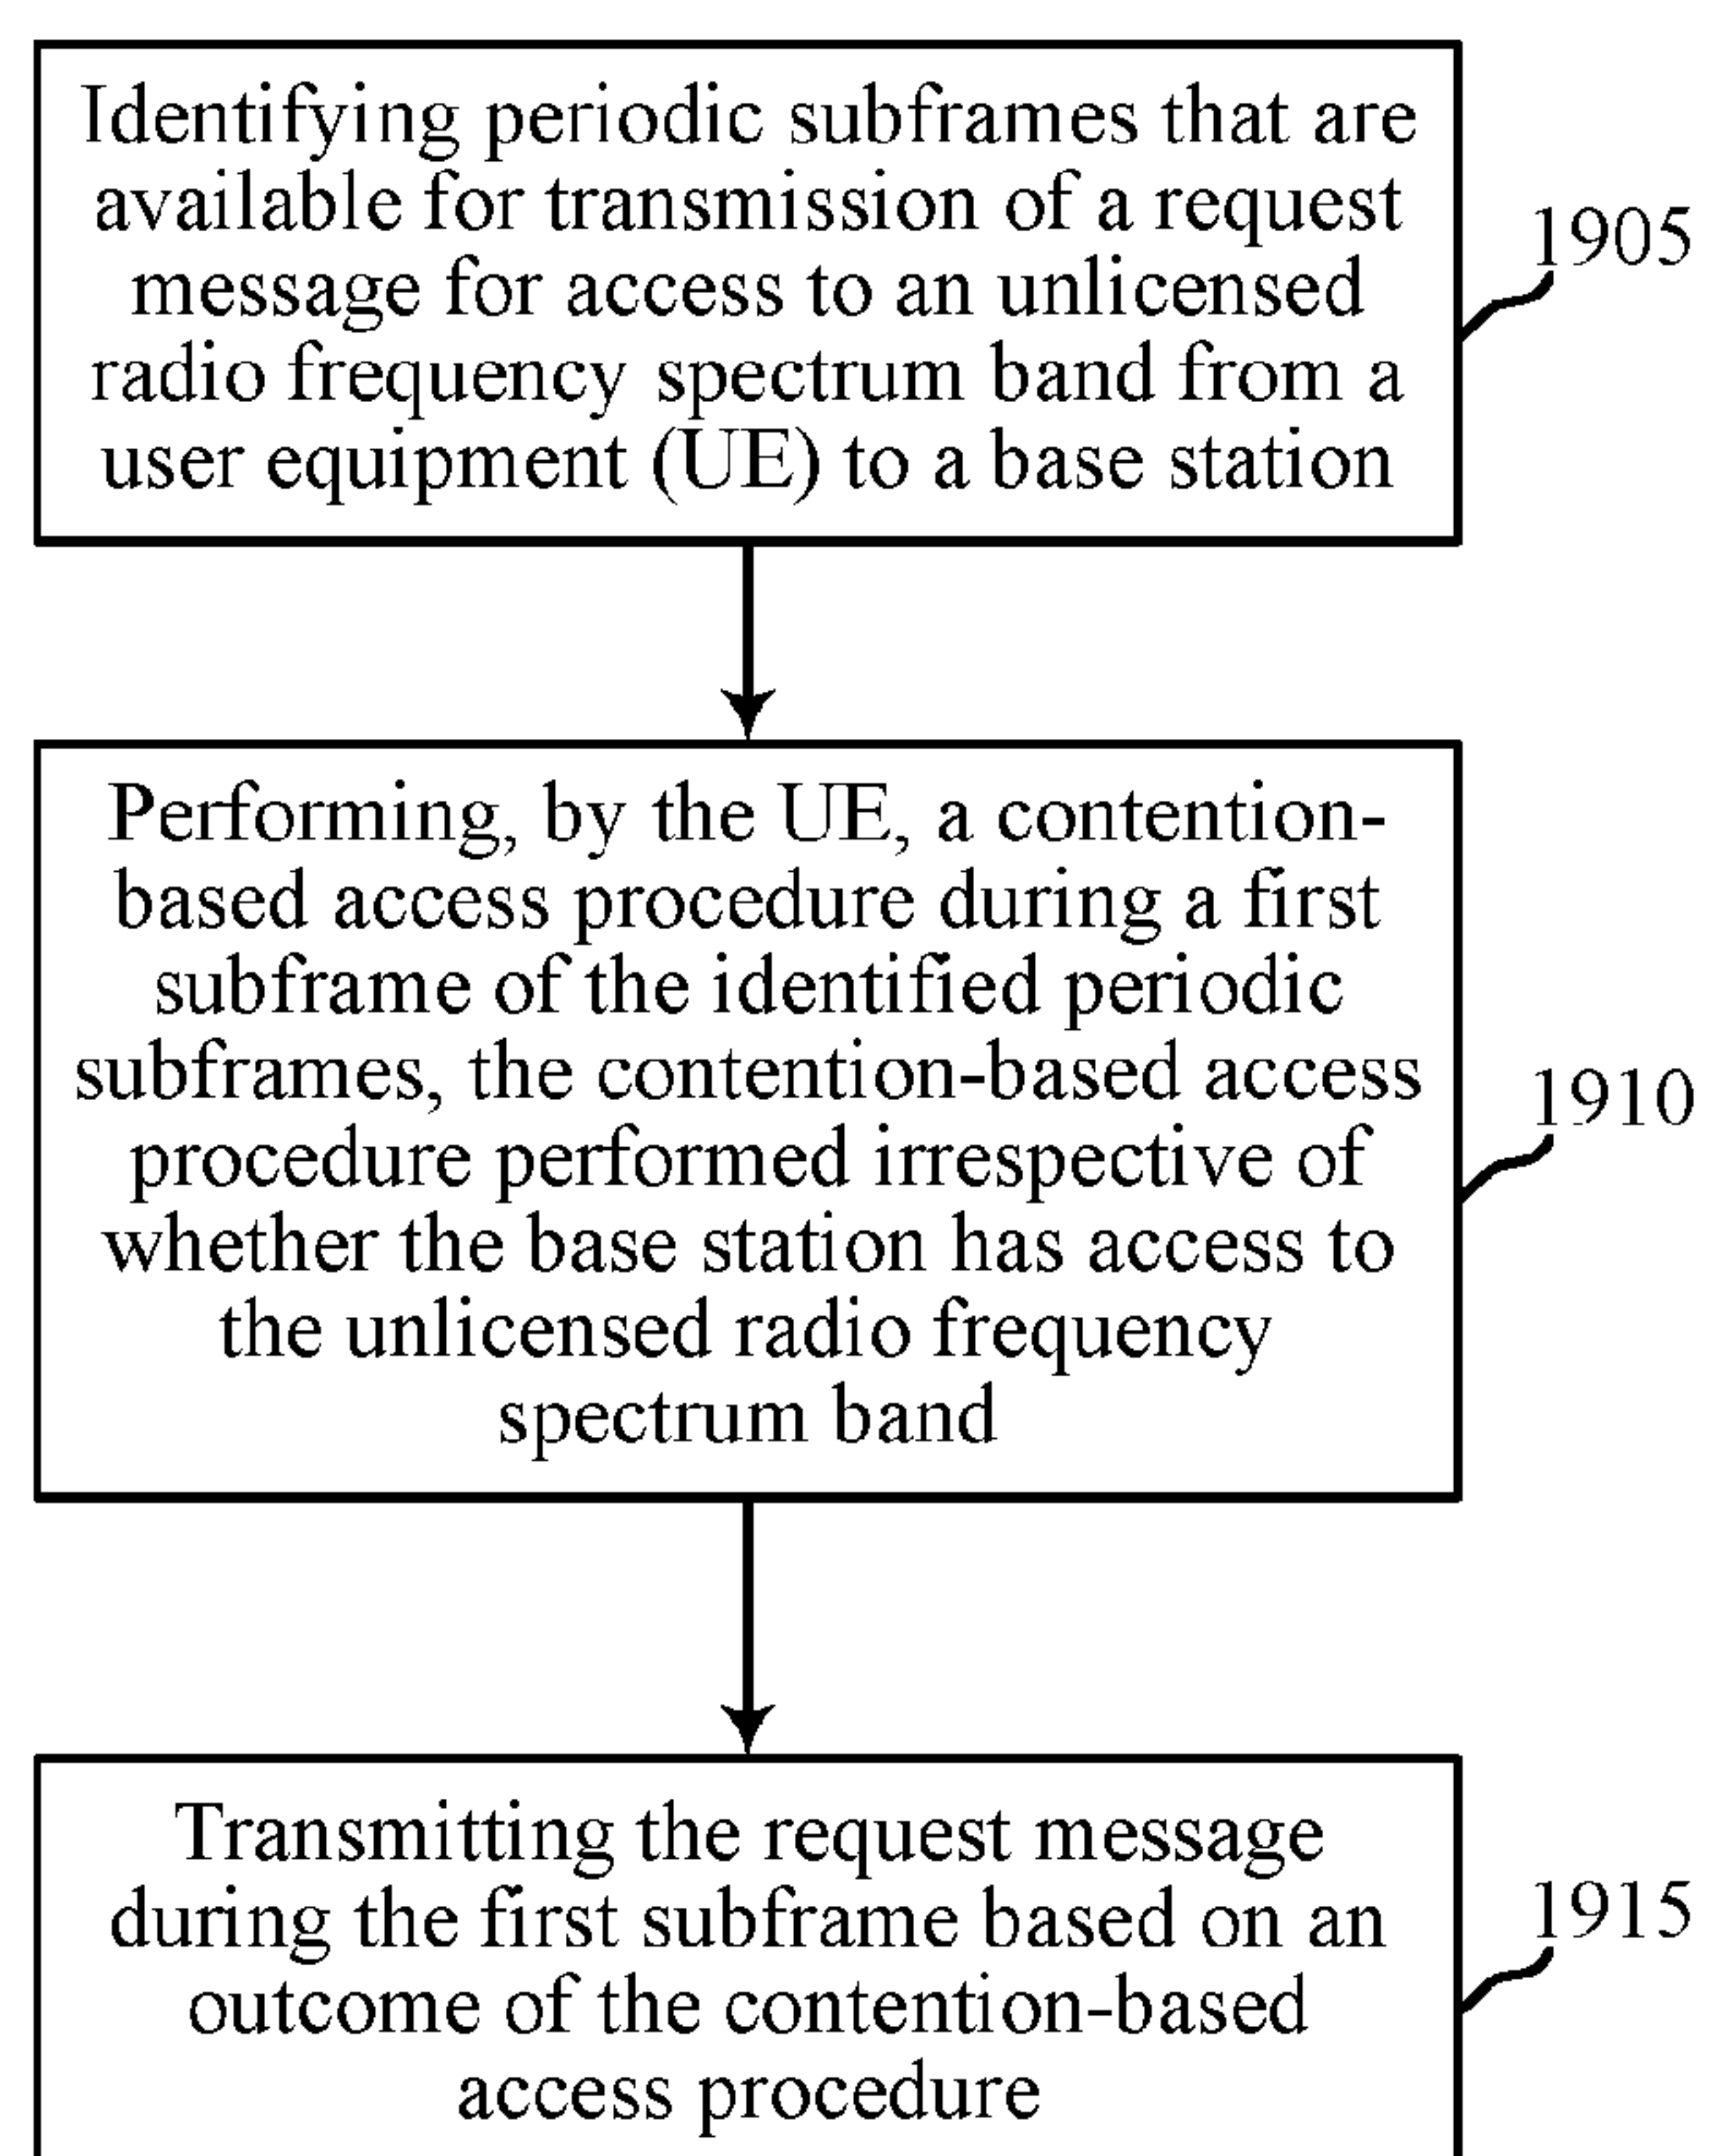 Identifying periodic subframes that are
available for transmission of a request
message for access to an unlicensed
radio frequency spectrum band from a
user equipment (UE) to a base station
1905
Performing, by the UE, a contention-
based access procedure during a first
subframe of the identified periodic
subframes, the contention-based access
procedure performed irrespective of
whether the base station has access to
the unlicensed radio frequency
spectrum band
1910
Transmitting the request message
during the first subframe based on an
outcome of the contention-based
access procedure
1915